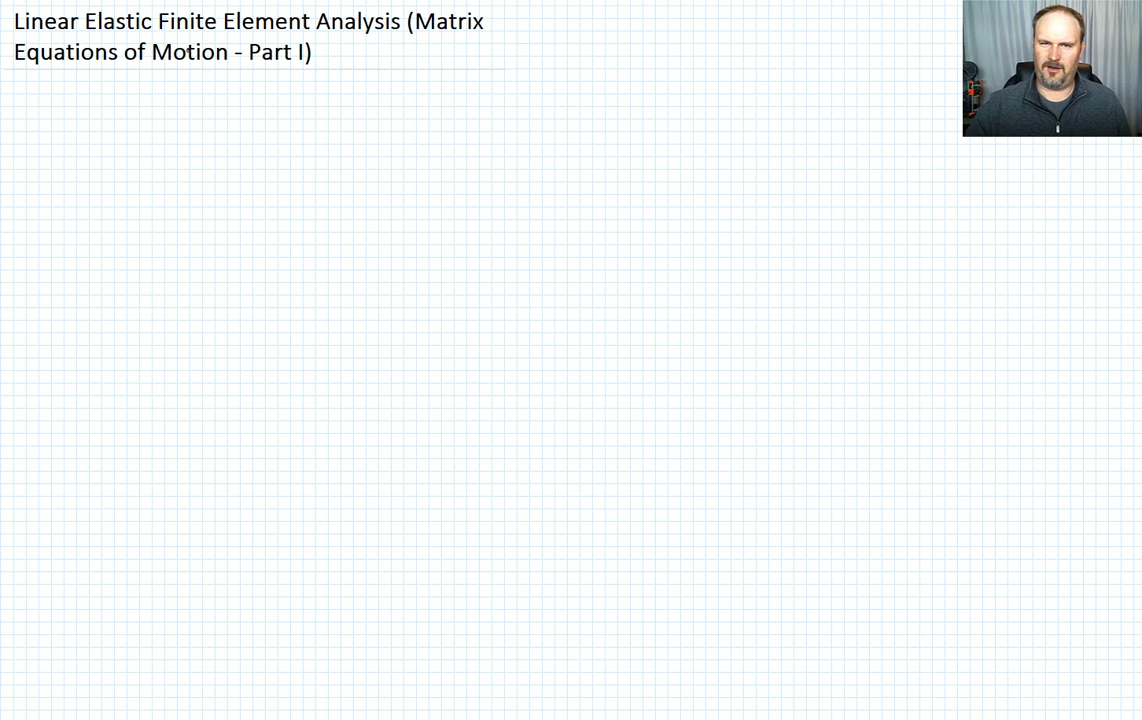 Linear Elastic Finite Element Analysis (Matrix
Equations of Motion - Part I)